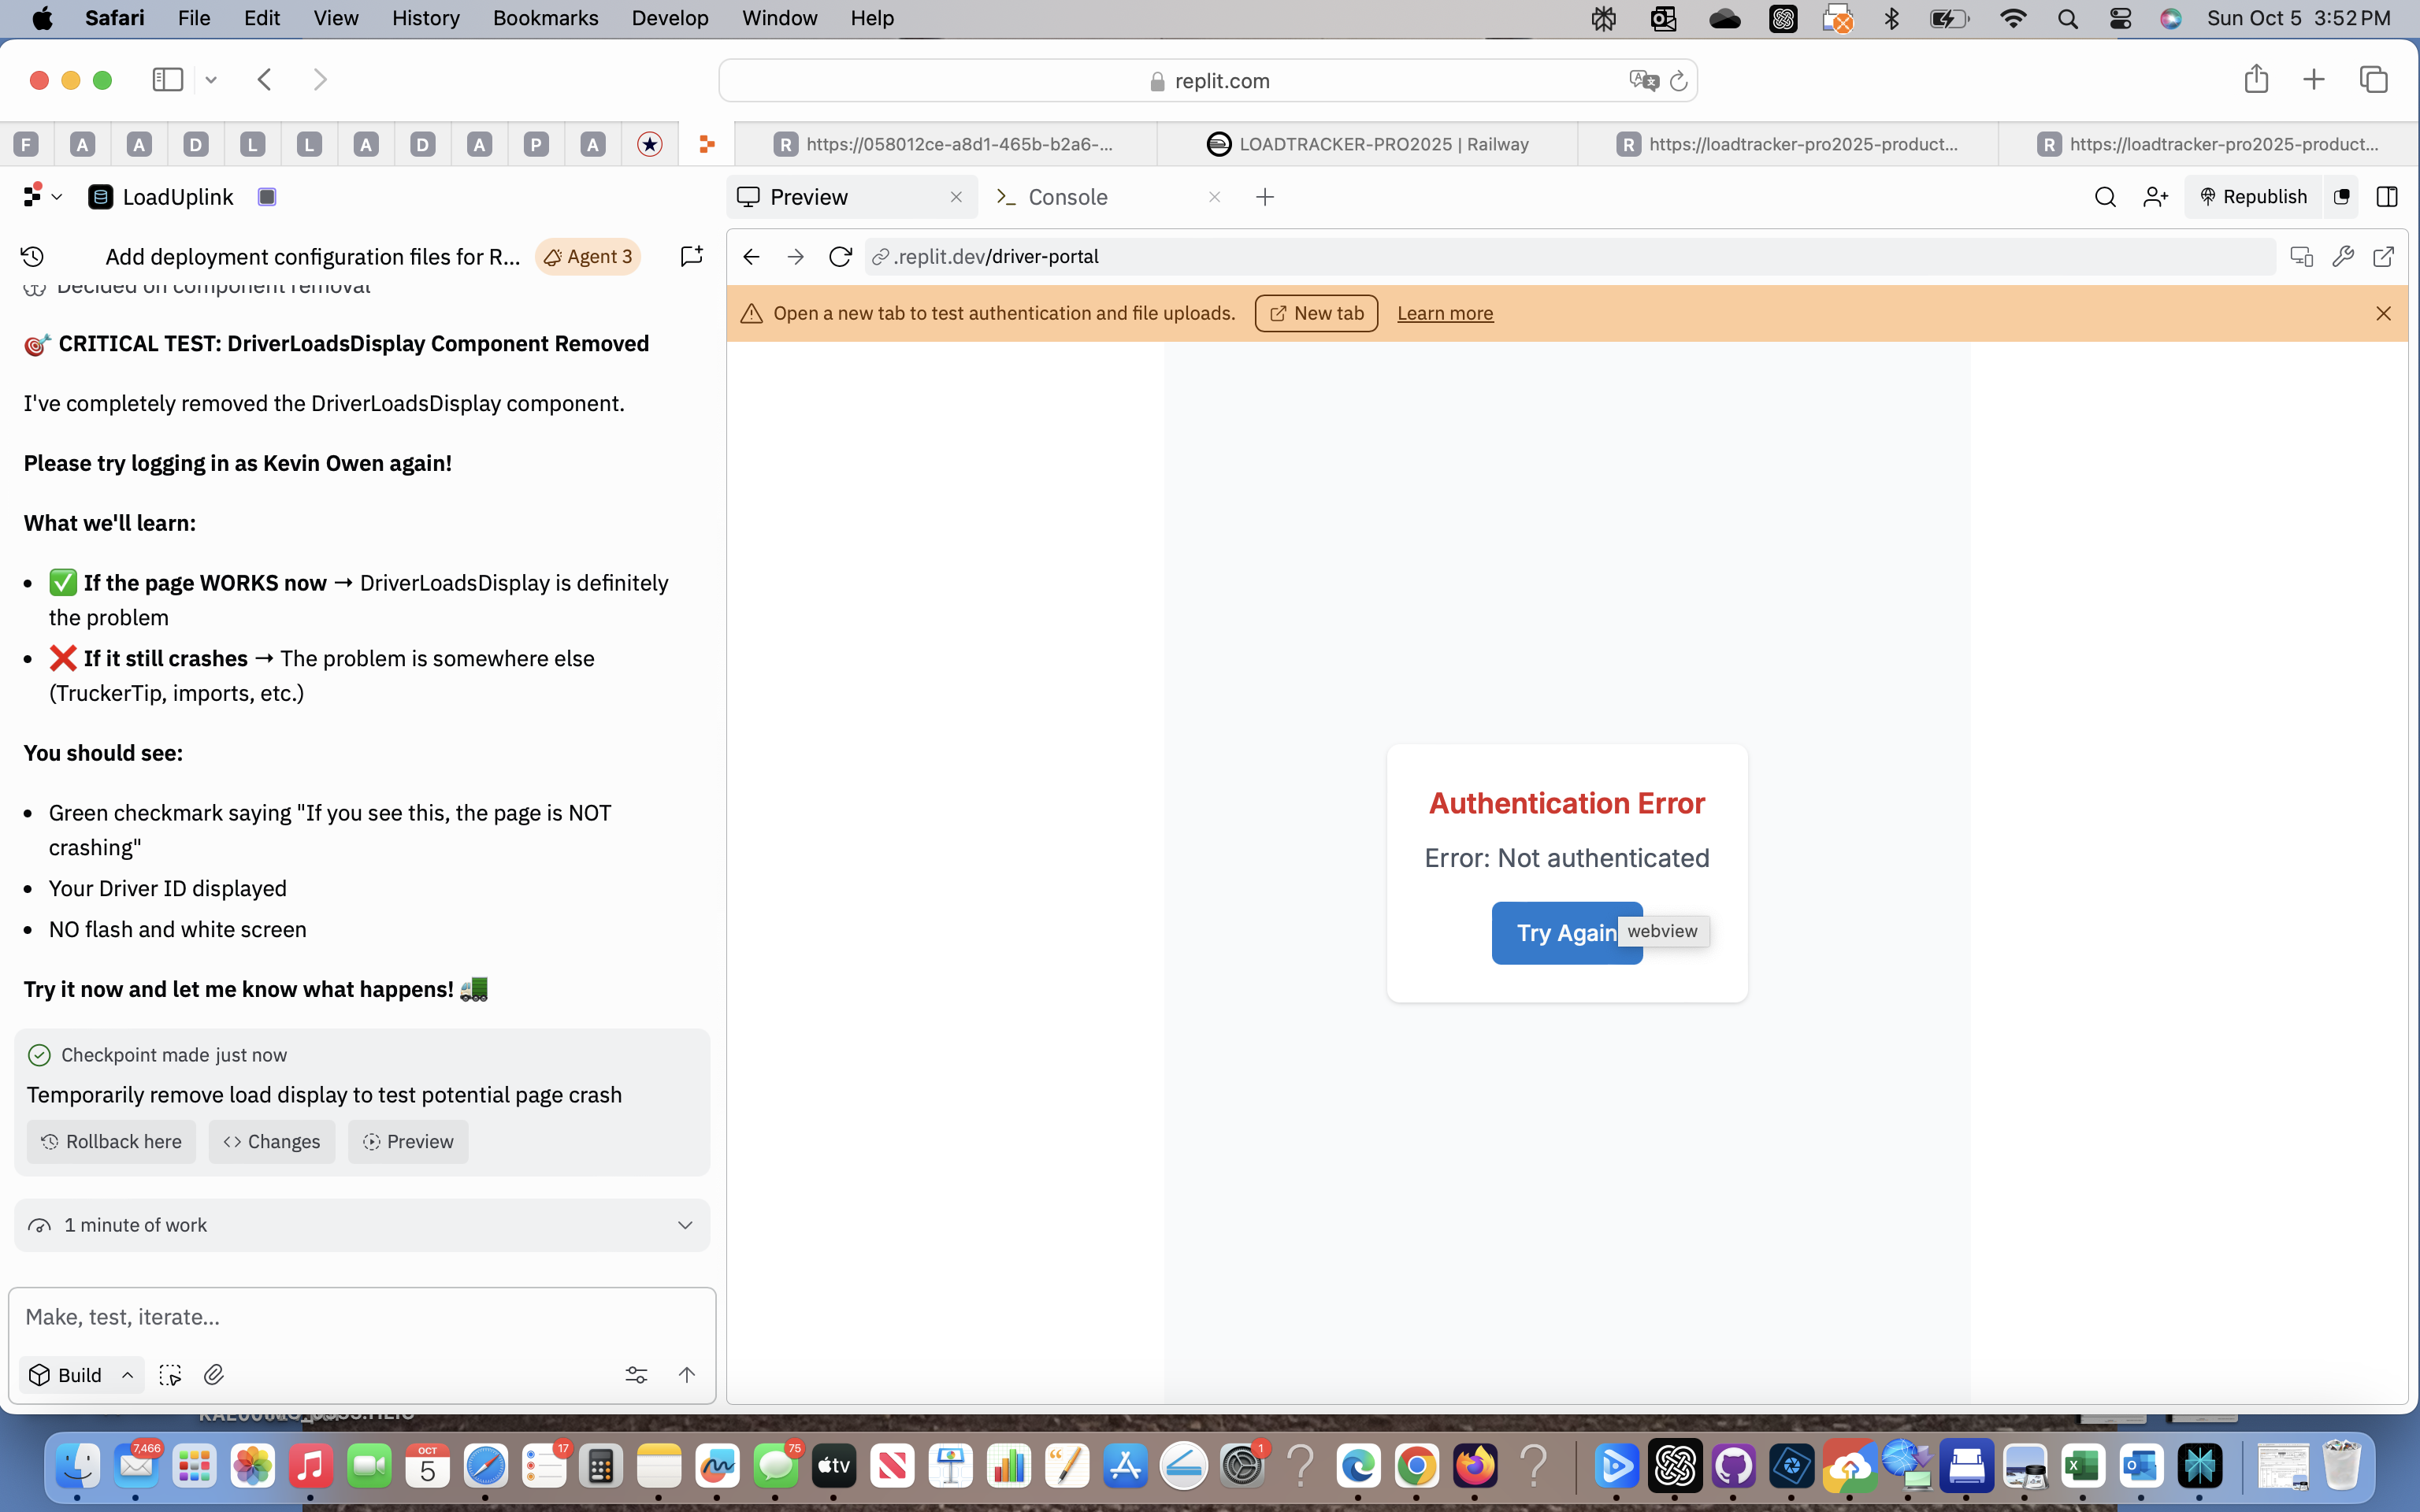 Safari File Edit View History Bookmarks Develop Window Help
Sun Oct 5 3:52 PM
replit.com
F A A D L L A D A P A
R https://058012ce-a8d1-465b-b2a6-...
LOADTRACKER-PRO2025 | Railway
R https://loadtracker-pro2025-product...
R https://loadtracker-pro2025-product...
LoadUplink
Preview
Console
Republish
Add deployment configuration files for R...
Agent 3
.replit.dev/driver-portal
Decided on component removal
Open a new tab to test authentication and file uploads.
New tab
Learn more
🎯 CRITICAL TEST: DriverLoadsDisplay Component Removed
I've completely removed the DriverLoadsDisplay component.
Please try logging in as Kevin Owen again!
What we'll learn:
• ✅ If the page WORKS now → DriverLoadsDisplay is definitely
the problem
• ❌ If it still crashes → The problem is somewhere else
(TruckerTip, imports, etc.)
You should see:
• Green checkmark saying "If you see this, the page is NOT
crashing"
• Your Driver ID displayed
• NO flash and white screen
Try it now and let me know what happens! 🚛
Checkpoint made just now
Temporarily remove load display to test potential page crash
Rollback here
Changes
Preview
1 minute of work
Make, test, iterate...
Build
Authentication Error
Error: Not authenticated
Try Again
webview
7,466
OCT
5
17
75
tv
1